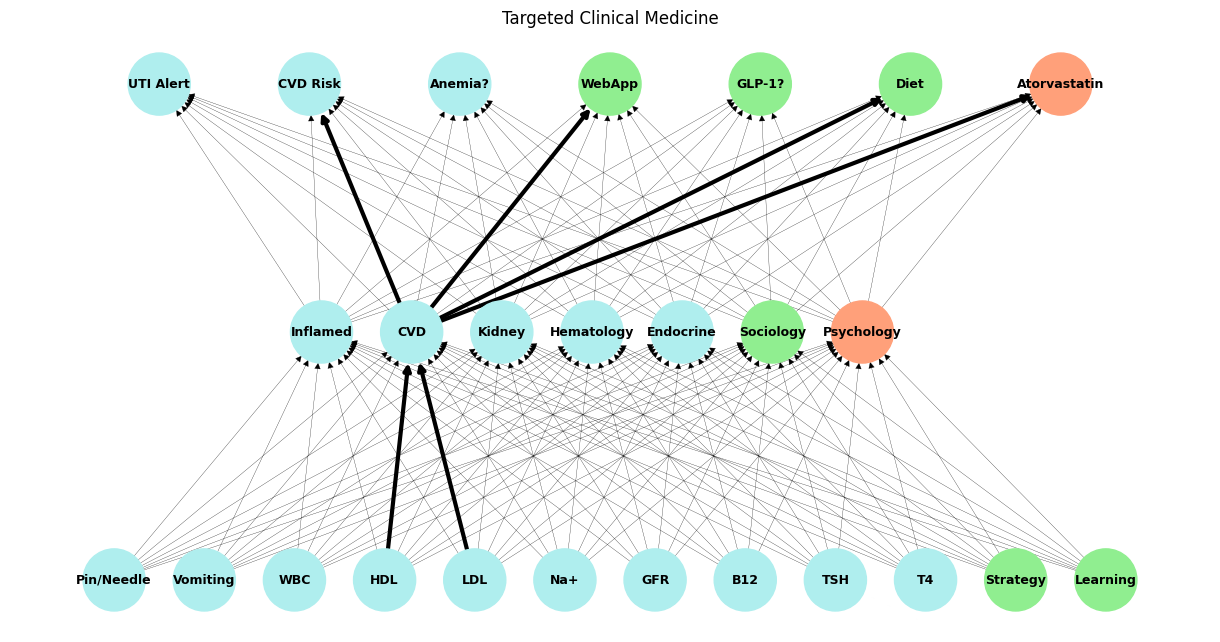 Targeted Clinical Medicine
UTI Alert
CVD Risk
Anemia?
WebApp
GLP-1?
Diet
Atorvastatin
Inflamed
CVD
Kidney
Hematology
Endocrine
Sociology
Psychology
Pin/Needle
Vomiting
WBC
HDL
LDL
Na+
GFR
B12
TSH
T4
Strategy
Learning